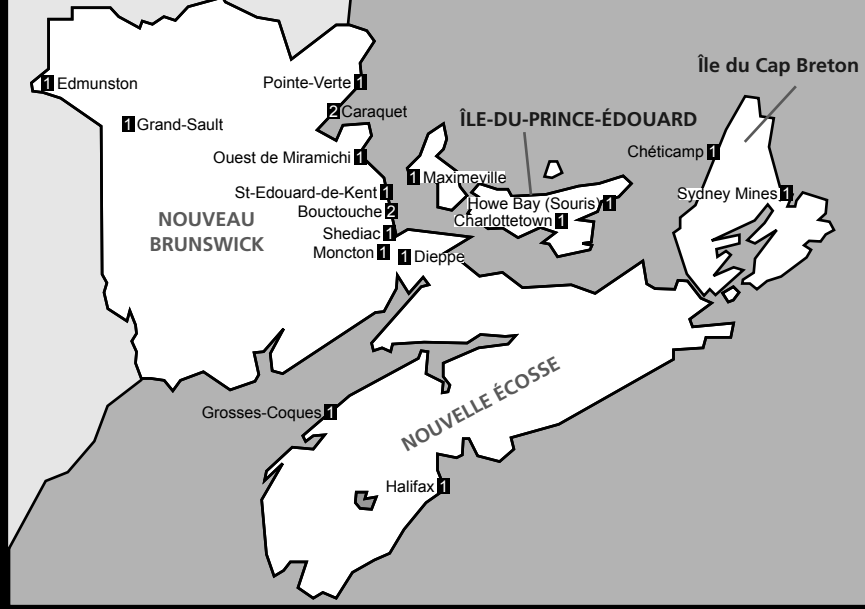 Île du Cap Breton
1 Edmunston
Pointe-Verte 1
2 Caraquet
ÎLE-DU-PRINCE-ÉDOUARD
1 Grand-Sault
Ouest de Miramichi 1
Chéticamp 1
1 Maximeville
St-Edouard-de-Kent 1
Sydney Mines 1
Howe Bay (Souris) 1
Bouctouche 2
Charlottetown 1
NOUVEAU
BRUNSWICK
Shediac 1
Moncton 1
1 Dieppe
NOUVELLE ÉCOSSE
Grosses-Coques 1
Halifax 1